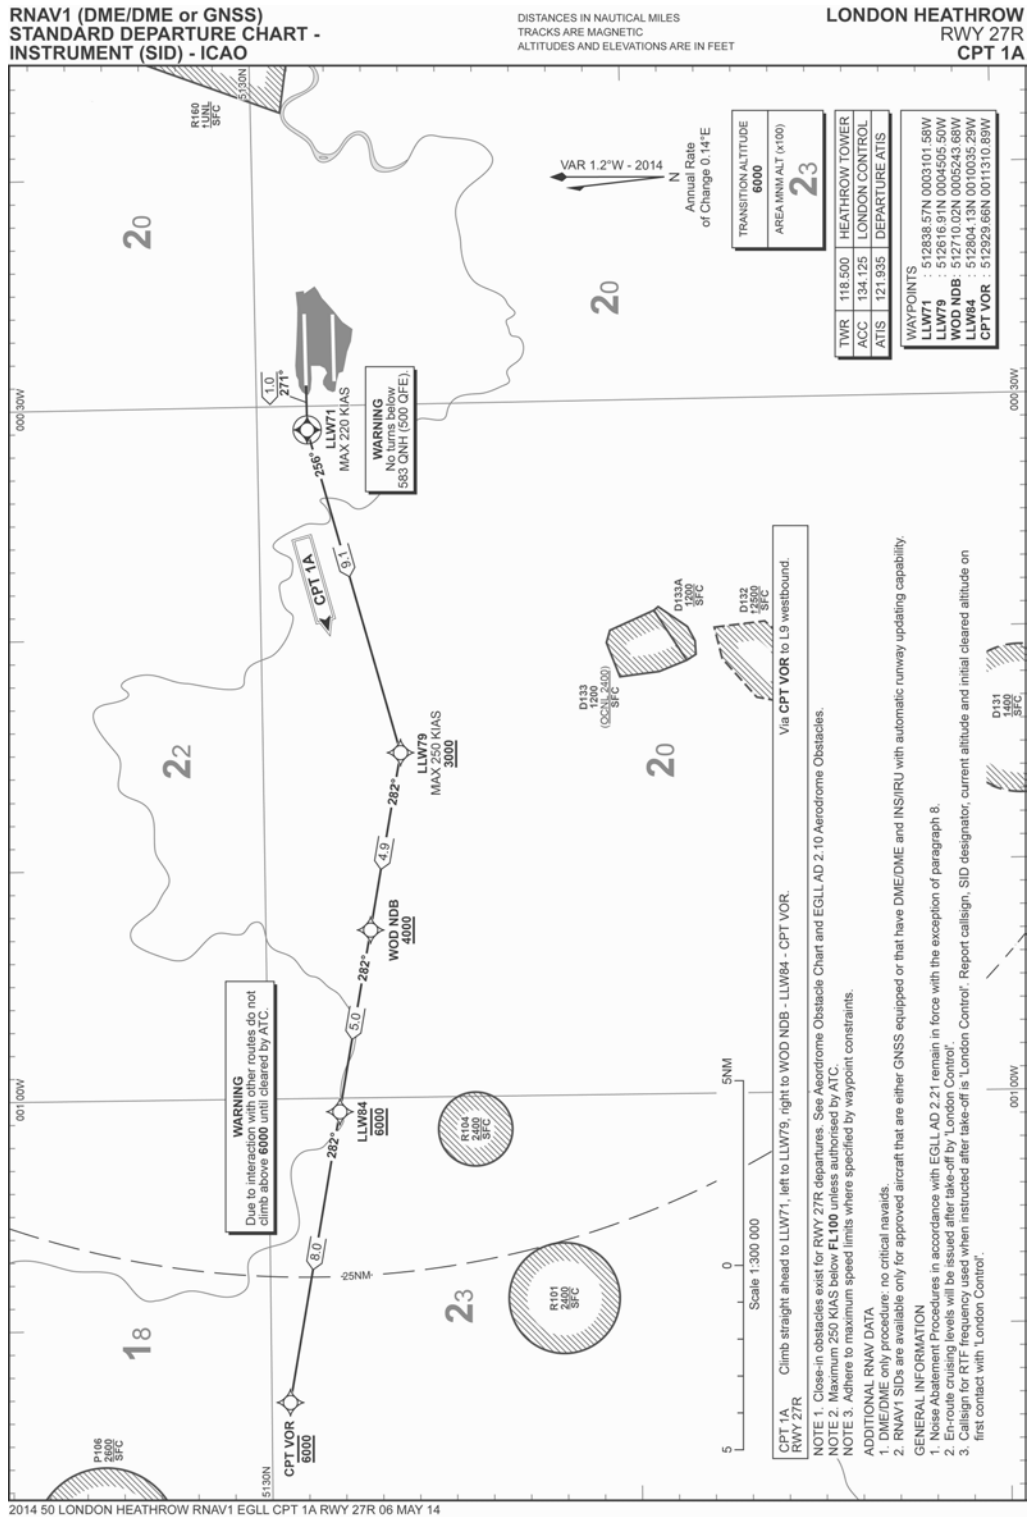 RNAV1 (DME/DME or GNSS)
STANDARD DEPARTURE CHART -
INSTRUMENT (SID) - ICAO
DISTANCES IN NAUTICAL MILES
TRACKS ARE MAGNETIC
ALTITUDES AND ELEVATIONS ARE IN FEET
LONDON HEATHROW
RWY 27R
CPT 1A
5130N
R160
↑UNL
SFC
20
VAR 1.2°W - 2014
N
Annual Rate
of Change 0.14°E
TRANSITION ALTITUDE
6000
AREA MNM ALT (x100)
23
TWR 118.500 HEATHROW TOWER
ACC 134.125 LONDON CONTROL
ATIS 121.935 DEPARTURE ATIS
WAYPOINTS
LLW71 : 512838.57N 0003101.58W
LLW79 : 512616.91N 0004505.50W
WOD NDB : 512710.02N 0005243.68W
LLW84 : 512804.13N 0010035.29W
CPT VOR : 512929.66N 0011310.89W
20
000 30W
000 30W
1.0
271°
LLW71
MAX 220 KIAS
WARNING
No turns below
583 QNH (500 QFE).
256°
CPT 1A
9.1
22
LLW79
MAX 250 KIAS
3000
282°
4.9
WOD NDB
4000
282°
5.0
D133
1200
(OCNL 2400)
SFC
D133A
1200
SFC
D132
↑2500
SFC
D131
1400
SFC
20
WARNING
Due to interaction with other routes do not
climb above 6000 until cleared by ATC.
001 00W
001 00W
LLW84
6000
282°
8.0
R104
2400
SFC
25NM
R101
2400
SFC
23
18
CPT VOR
6000
P106
2600
SFC
5130N
5 0 5NM
Scale 1:300 000
CPT 1A Climb straight ahead to LLW71, left to LLW79, right to WOD NDB - LLW84 - CPT VOR. Via CPT VOR to L9 westbound.
RWY 27R
NOTE 1. Close-in obstacles exist for RWY 27R departures. See Aeordrome Obstacle Chart and EGLL AD 2.10 Aerodrome Obstacles.
NOTE 2. Maximum 250 KIAS below FL100 unless authorised by ATC.
NOTE 3. Adhere to maximum speed limits where specified by waypoint constraints.
ADDITIONAL RNAV DATA
1. DME/DME only procedure: no critical navaids.
2. RNAV1 SIDs are available only for approved aircraft that are either GNSS equipped or that have DME/DME and INS/IRU with automatic runway updating capability.
GENERAL INFORMATION
1. Noise Abatement Procedures in accordance with EGLL AD 2.21 remain in force with the exception of paragraph 8.
2. En-route cruising levels will be issued after take-off by 'London Control'.
3. Callsign for RTF frequency used when instructed after take-off is 'London Control'. Report callsign, SID designator, current altitude and initial cleared altitude on
first contact with 'London Control'.
2014 50 LONDON HEATHROW RNAV1 EGLL CPT 1A RWY 27R 06 MAY 14